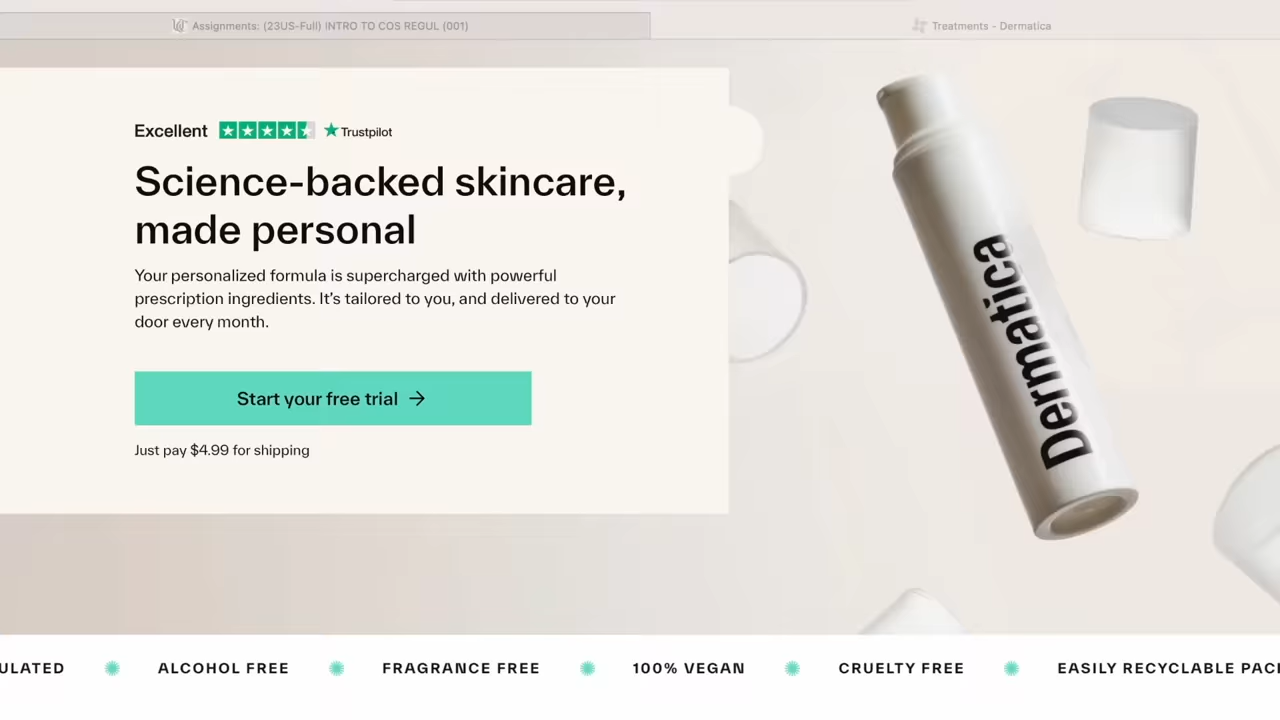 Assignments: (23US-Full) INTRO TO COS REGUL (001)
Treatments - Dermatica
Excellent
Trustpilot
Science-backed skincare,
made personal
Your personalized formula is supercharged with powerful
prescription ingredients. It's tailored to you, and delivered to your
door every month.
Start your free trial →
Just pay $4.99 for shipping
Dermatica
ULATED
ALCOHOL FREE
FRAGRANCE FREE
100% VEGAN
CRUELTY FREE
EASILY RECYCLABLE PACK